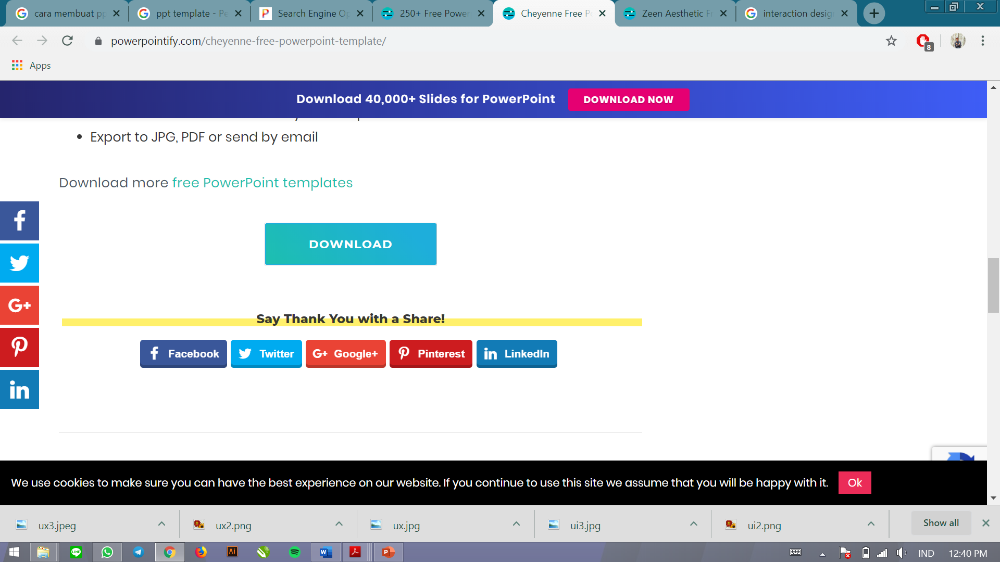 cara membuat pp
ppt template - Pe
Search Engine Op
250+ Free Power
Cheyenne Free P
Zeen Aesthetic F
interaction desig
powerpointify.com/cheyenne-free-powerpoint-template/
8
Apps
Download 40,000+ Slides for PowerPoint DOWNLOAD NOW
• Export to JPG, PDF or send by email
Download more free PowerPoint templates
DOWNLOAD
Say Thank You with a Share!
Facebook Twitter G+ Google+ Pinterest in LinkedIn
G+
in
We use cookies to make sure you can have the best experience on our website. If you continue to use this site we assume that you will be happy with it. Ok
ux3.jpeg ux2.png ux.jpg ui3.jpg ui2.png Show all
LINE Ai IND 12:40 PM